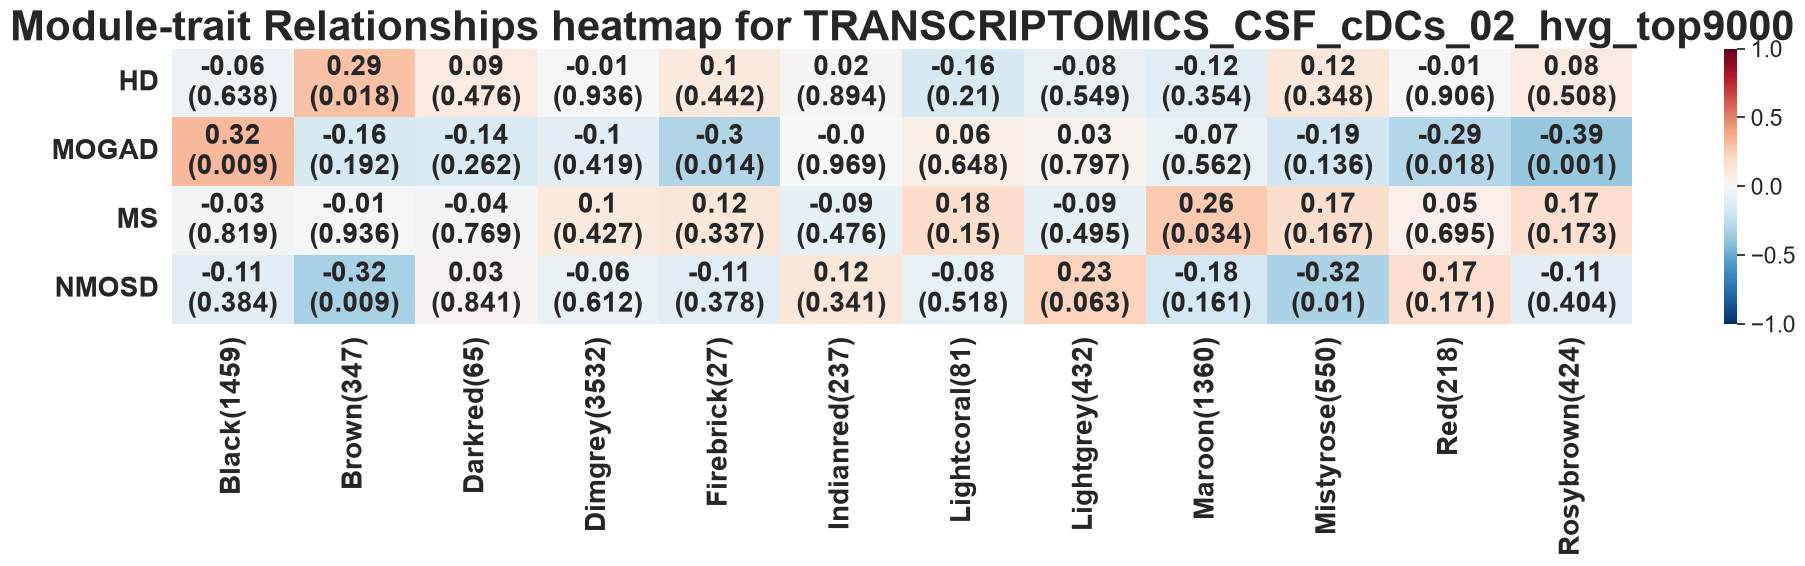 Module-trait Relationships heatmap for TRANSCRIPTOMICS_CSF_cDCs_02_hvg_top9000
HD
-0.06 0.29 0.09 -0.01 0.1 0.02 -0.16 -0.08 -0.12 0.12 -0.01 0.08
(0.638) (0.018) (0.476) (0.936) (0.442) (0.894) (0.21) (0.549) (0.354) (0.348) (0.906) (0.508)
MOGAD
0.32 -0.16 -0.14 -0.1 -0.3 -0.0 0.06 0.03 -0.07 -0.19 -0.29 -0.39
(0.009) (0.192) (0.262) (0.419) (0.014) (0.969) (0.648) (0.797) (0.562) (0.136) (0.018) (0.001)
MS
-0.03 -0.01 -0.04 0.1 0.12 -0.09 0.18 -0.09 0.26 0.17 0.05 0.17
(0.819) (0.936) (0.769) (0.427) (0.337) (0.476) (0.15) (0.495) (0.034) (0.167) (0.695) (0.173)
NMOSD
-0.11 -0.32 0.03 -0.06 -0.11 0.12 -0.08 0.23 -0.18 -0.32 0.17 -0.11
(0.384) (0.009) (0.841) (0.612) (0.378) (0.341) (0.518) (0.063) (0.161) (0.01) (0.171) (0.404)
Black(1459)
Brown(347)
Darkred(65)
Dimgrey(3532)
Firebrick(27)
Indianred(237)
Lightcoral(81)
Lightgrey(432)
Maroon(1360)
Mistyrose(550)
Red(218)
Rosybrown(424)
1.0
0.5
0.0
−0.5
−1.0